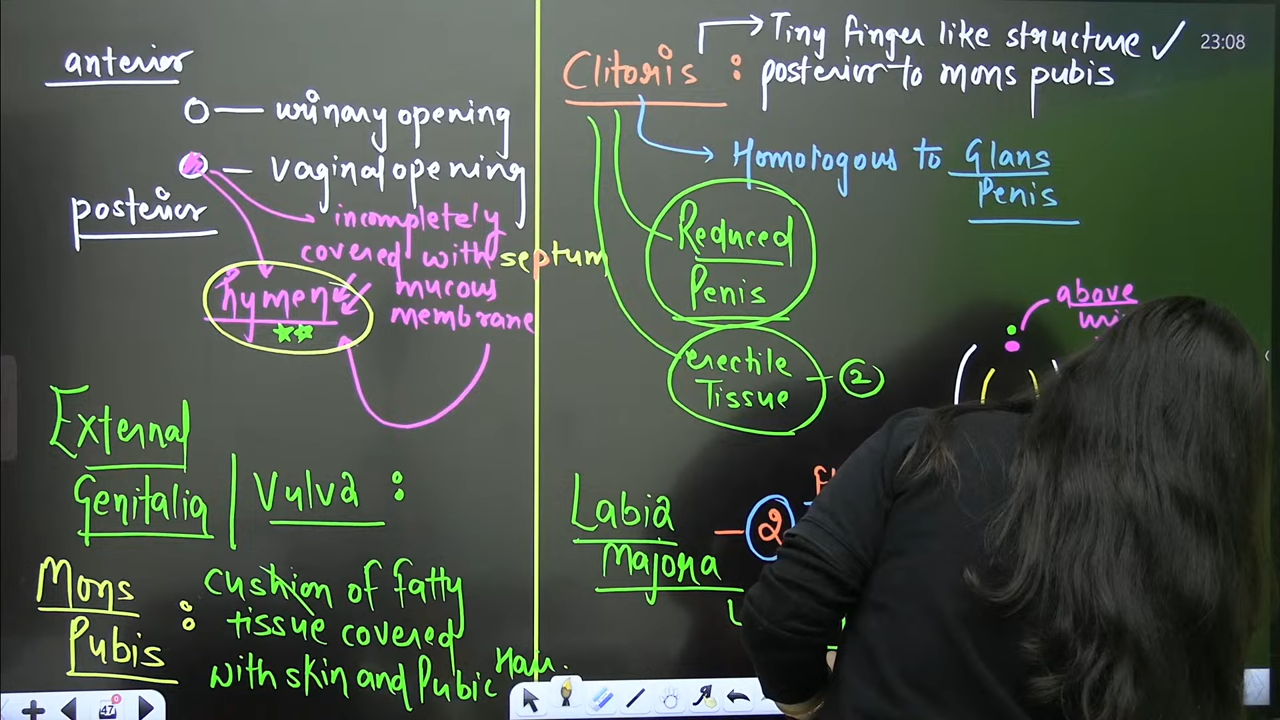 anterior
urinary opening
vaginal opening
posterior
incompletely
covered with septum
mucous
membrane
hymen
External
Genitalia | Vulva :
Mons
Pubis :
cushion of fatty
tissue covered
with skin and Pubic Hair.
Tiny finger like structure
Clitoris : posterior to mons pubis
23:08
Homologous to Glans
Penis
Reduced
Penis
erectile
Tissue
2
above
Labia
Majora
2
47